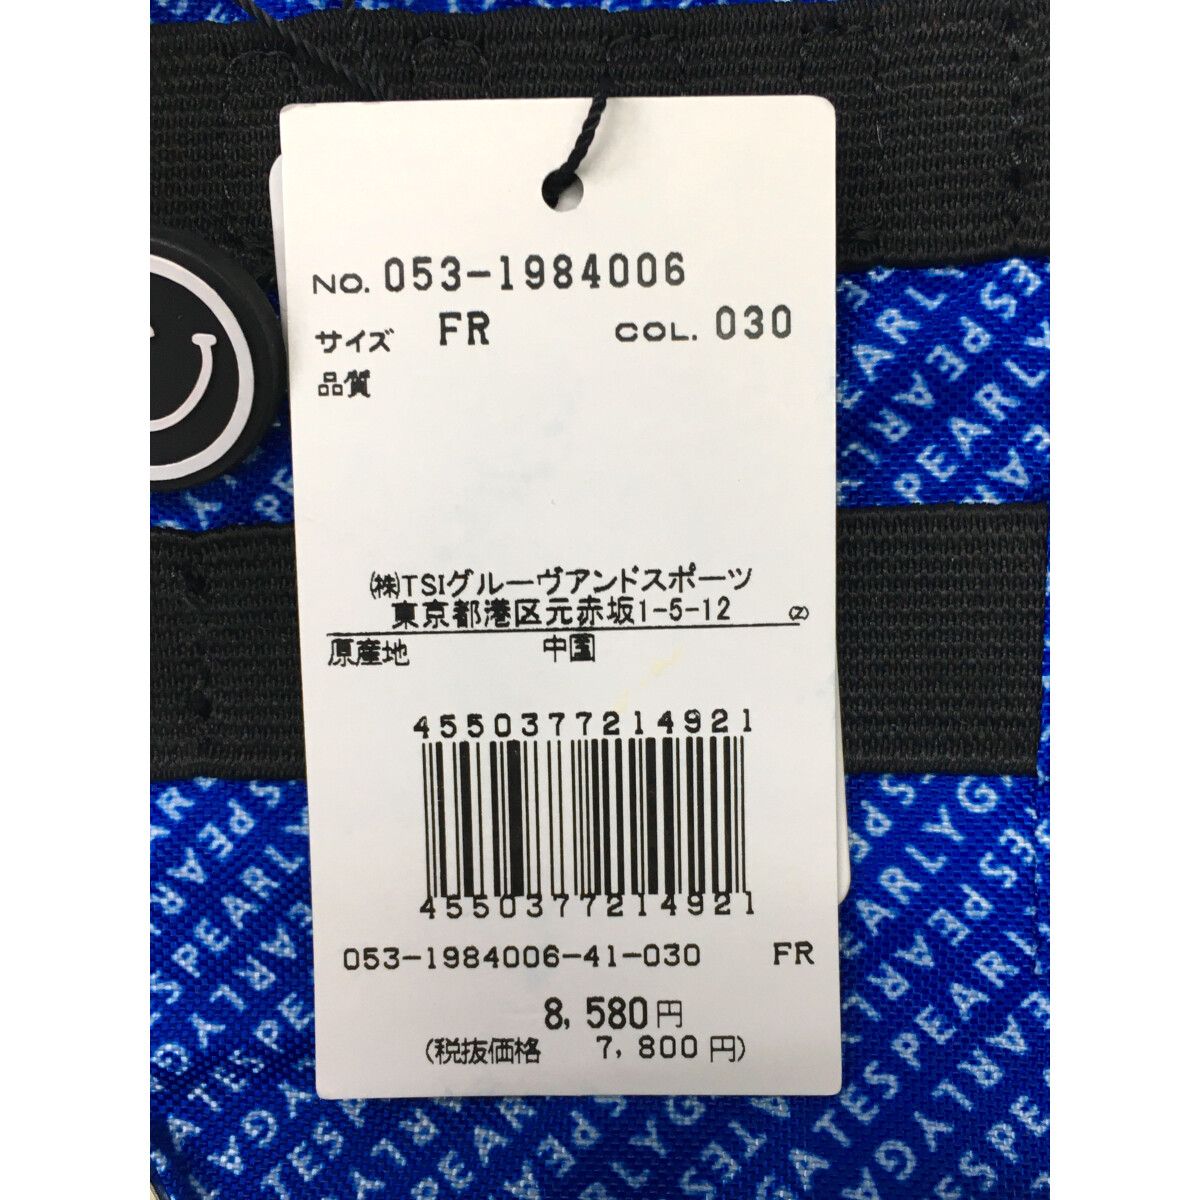 NO. 053-1984006
サイズ FR COL. 030
品質
㈱TSIグルーヴアンドスポーツ
東京都港区元赤坂1-5-12 (Z)
原産地 中国
4550377214921
4550377214921
053-1984006-41-030 FR
8,580円
(税抜価格 7,800円)